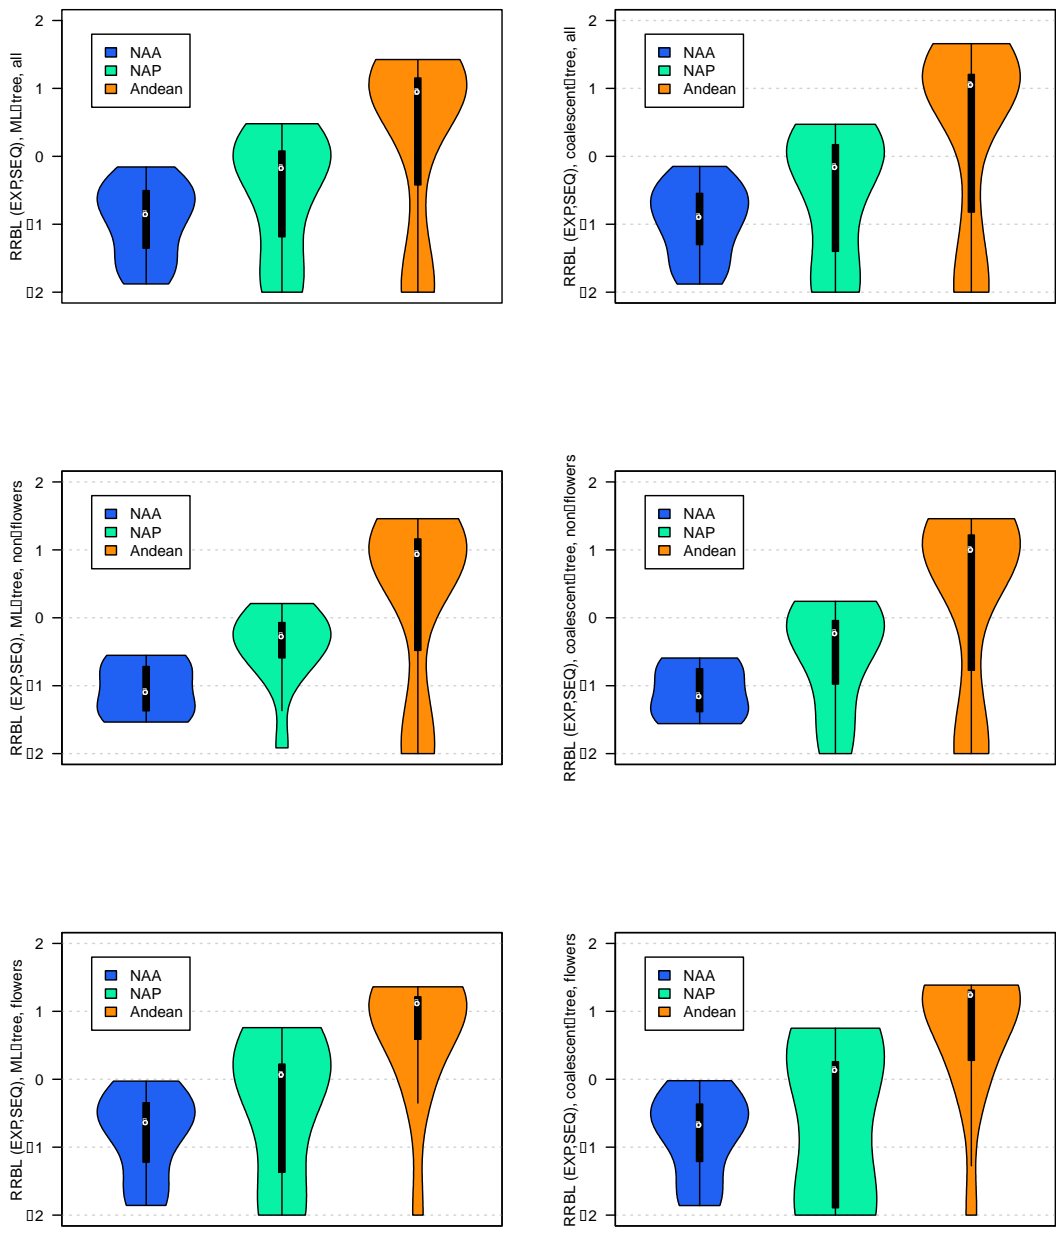 RRBL (EXP,SEQ), ML▯tree, all
2
1
0
▯1
▯2
NAA
NAP
Andean
RRBL (EXP,SEQ), coalescent▯tree, all
2
1
0
▯1
▯2
NAA
NAP
Andean
RRBL (EXP,SEQ), ML▯tree, non▯flowers
2
1
0
▯1
▯2
NAA
NAP
Andean
RRBL (EXP,SEQ), coalescent▯tree, non▯flowers
2
1
0
▯1
▯2
NAA
NAP
Andean
RRBL (EXP,SEQ), ML▯tree, flowers
2
1
0
▯1
▯2
NAA
NAP
Andean
RRBL (EXP,SEQ), coalescent▯tree, flowers
2
1
0
▯1
▯2
NAA
NAP
Andean